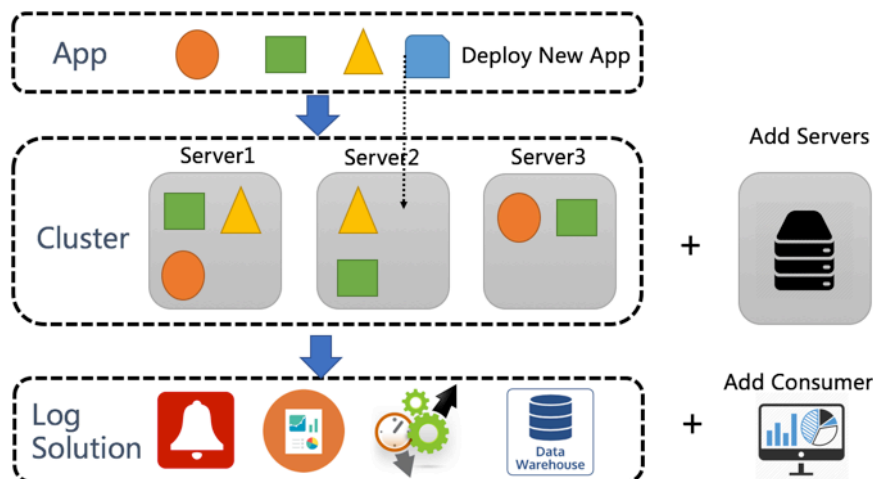 App
Deploy New App
Server1
Server2
Server3
Add Servers
Cluster
+
Add Consumer
Log
Solution
Data
Warehouse
+